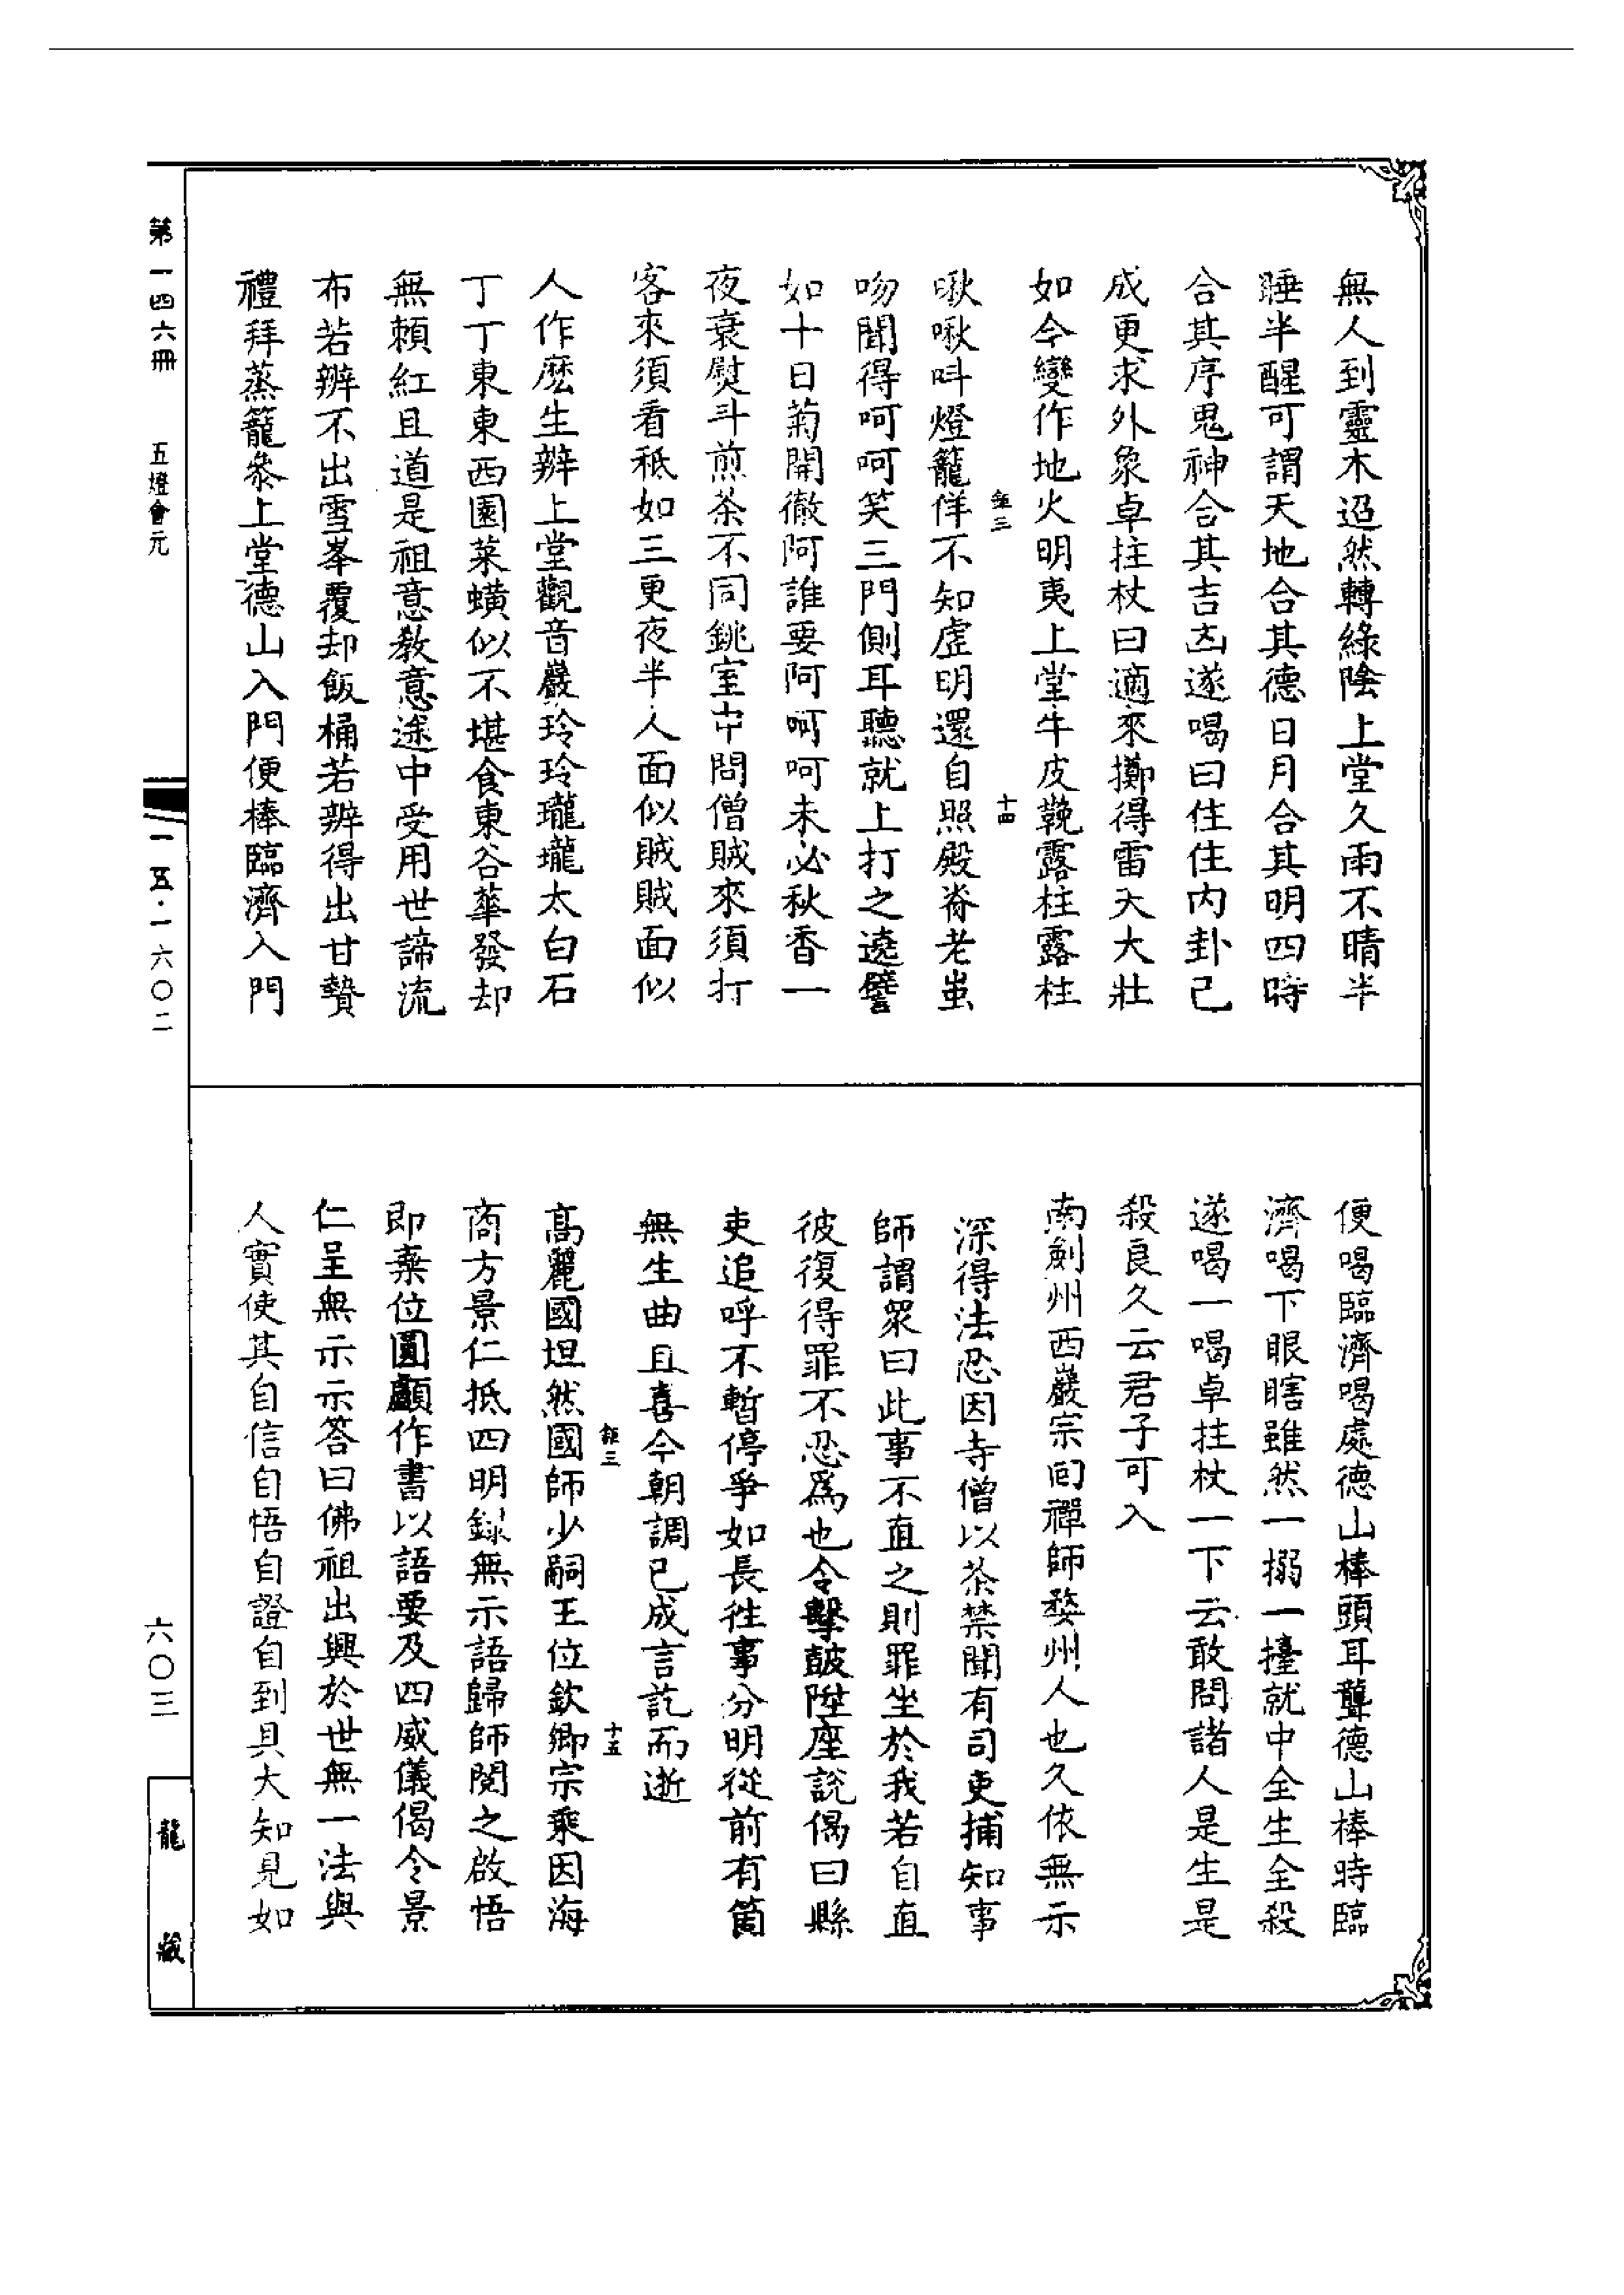 無人到靈木迢然轉綠陰上堂久雨不晴半
睡半醒可謂天地合其德日月合其明四時
合其序鬼神合其吉凶遂喝曰住住內卦已
成更求外象卓拄杖曰適來擲得雷天大壯
如今變作地火明夷上堂牛皮鞔露柱露柱
啾啾呌燈籠佯不知虛明還自照殿脊老蚩
吻聞得呵呵笑三門側耳聽就上打之遶譬
如十日菊開徹阿誰要阿呵呵未必秋香一
夜衰熨斗煎茶不同銚室中問僧賊來須打
客來須看秪如三更夜半人面似賊賊面似
人作麽生辨上堂觀音巖玲玲瓏瓏太白石
丁丁東東西園菜蟥似不堪食東谷華發却
無賴紅且道是祖意敎意途中受用世諦流
布若辨不出雪峯覆却飯桶若辨得出甘贄
禮拜蒸籠叅上堂德山入門便棒臨濟入門
鉅三
十四
便喝臨濟喝處德山棒頭耳聾德山棒時臨
濟喝下眼瞎雖然一搦一擡就中全生全殺
遂喝一喝卓拄杖一下云敢問諸人是生是
殺良久云君子可入
南劍州西巖宗回禪師婺州人也久依無示
深得法忍因寺僧以茶禁聞有司吏捕知事
師謂衆曰此事不直之則罪坐於我若自直
彼復得罪不忍爲也令擊鼓陞座說偈曰縣
吏追呼不暫停爭如長往事分明從前有箇
無生曲且喜今朝調已成言訖而逝
高麗國坦然國師少嗣王位欽鄉宗乘因海
商方景仁抵四明錄無示語歸師閱之啟悟
即棄位圓顱作書以語要及四威儀偈令景
仁呈無示示答曰佛祖出興於世無一法與
人實使其自信自悟自證自到具大知見如
鉅三
十五
第一四六冊
五燈會元
一五·一六〇二
六〇三
龍藏